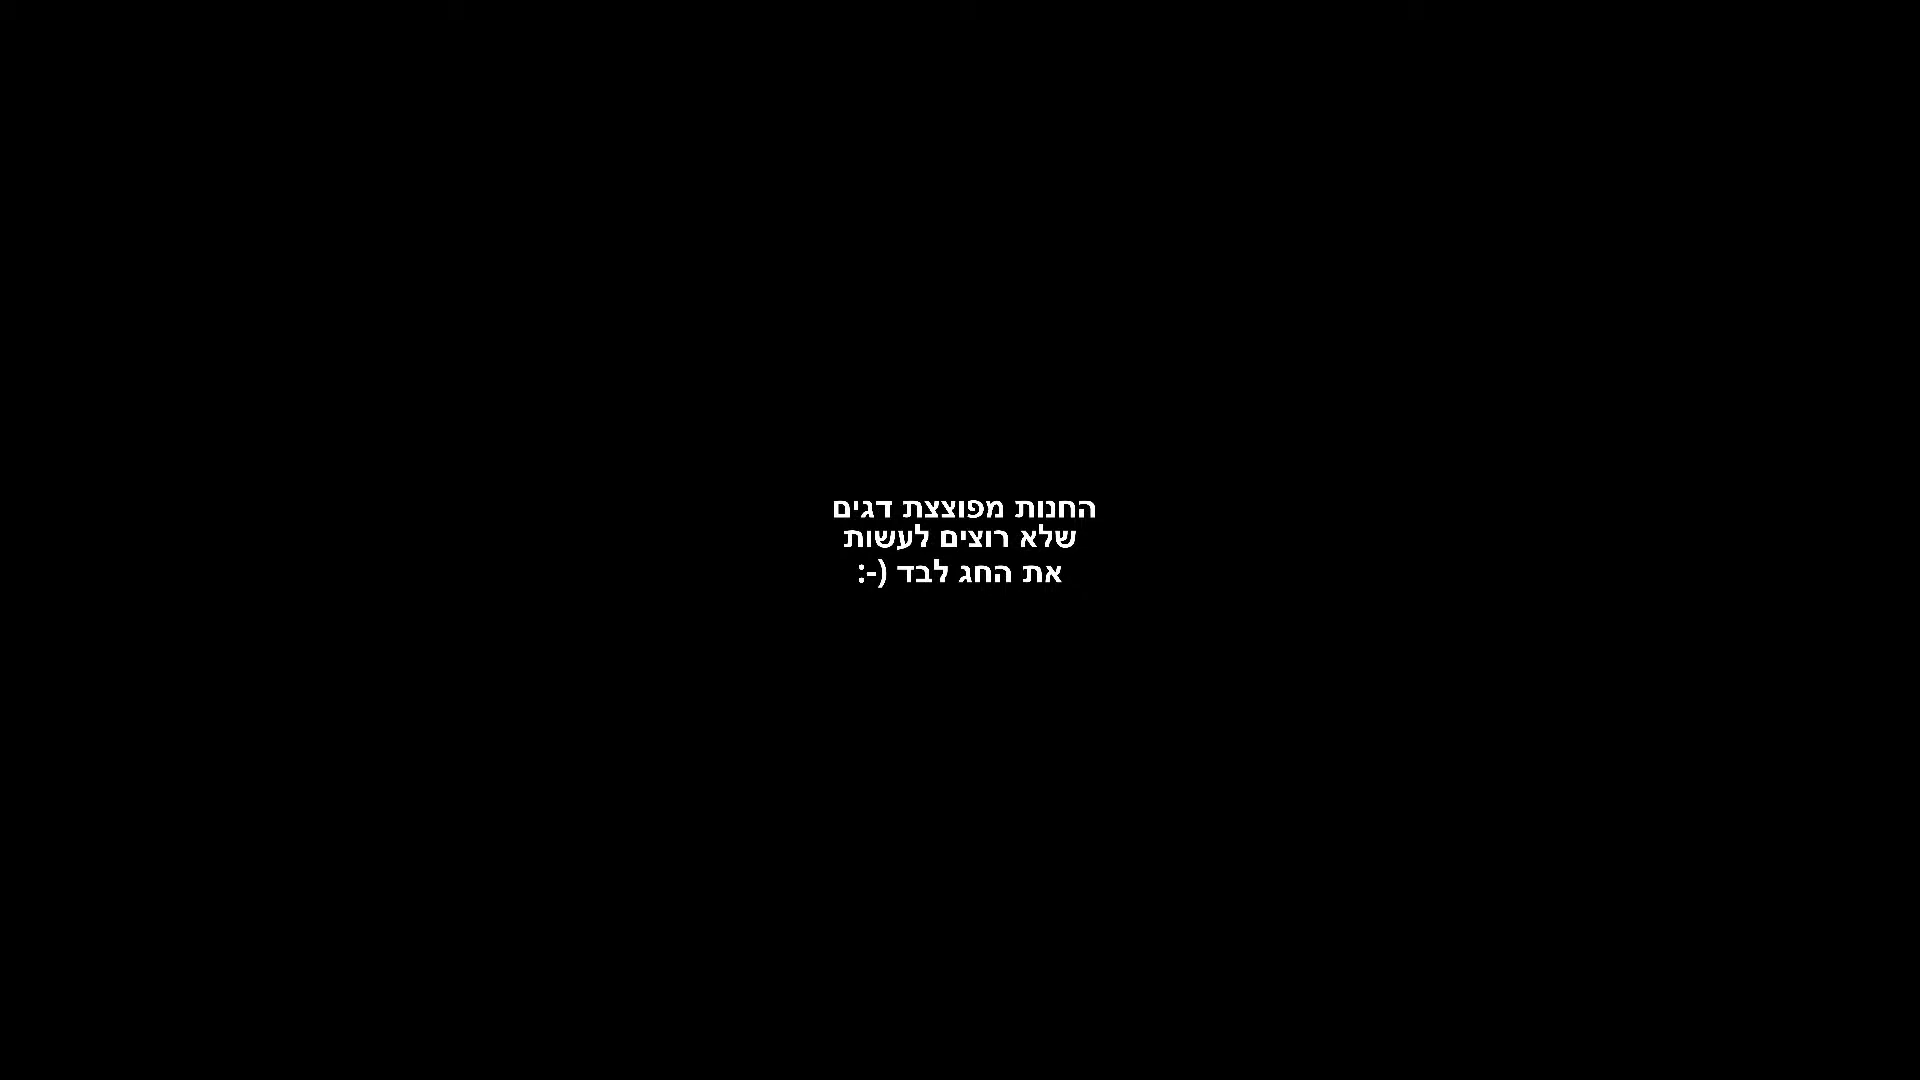 החנות מפוצצת דגים
שלא רוצים לעשות
את החג לבד (-: